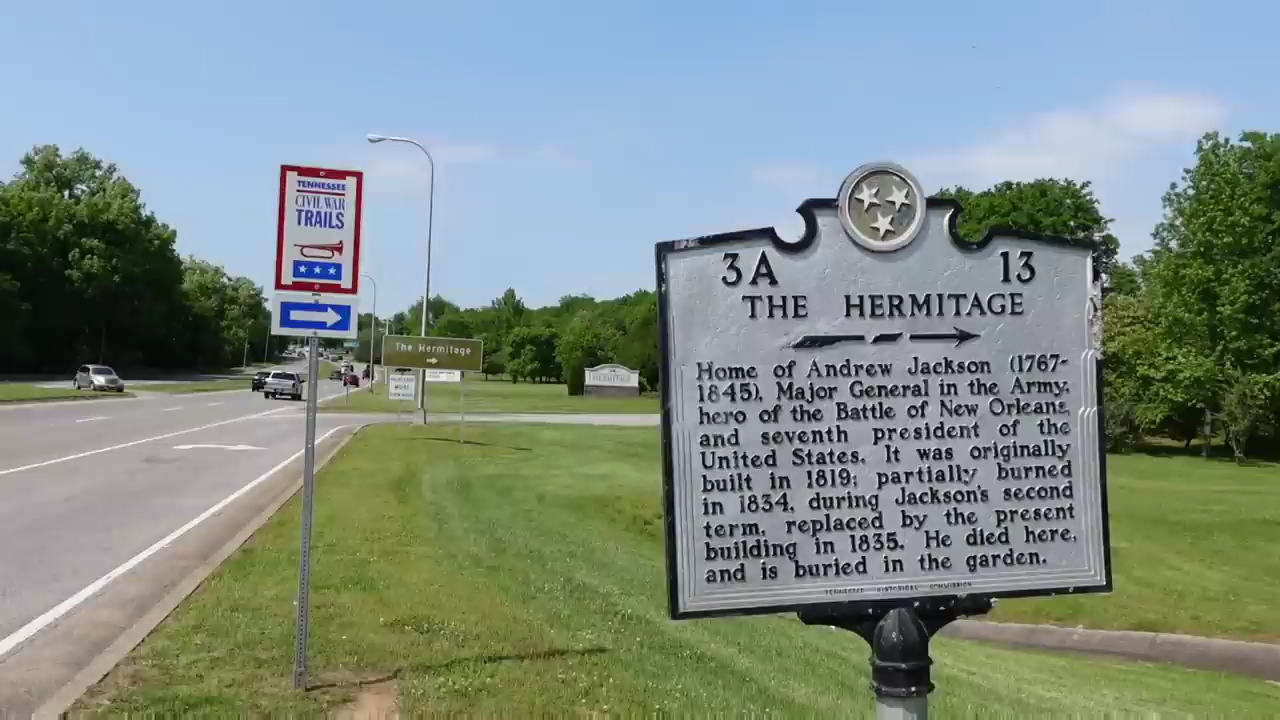 TENNESSEE
CIVIL WAR
TRAILS
The Hermitage
3A 13
THE HERMITAGE
Home of Andrew Jackson (1767-
1845), Major General in the Army,
hero of the Battle of New Orleans,
and seventh president of the
United States. It was originally
built in 1819; partially burned
in 1834, during Jackson's second
term, replaced by the present
building in 1835. He died here,
and is buried in the garden.
TENNESSEE HISTORICAL COMMISSION